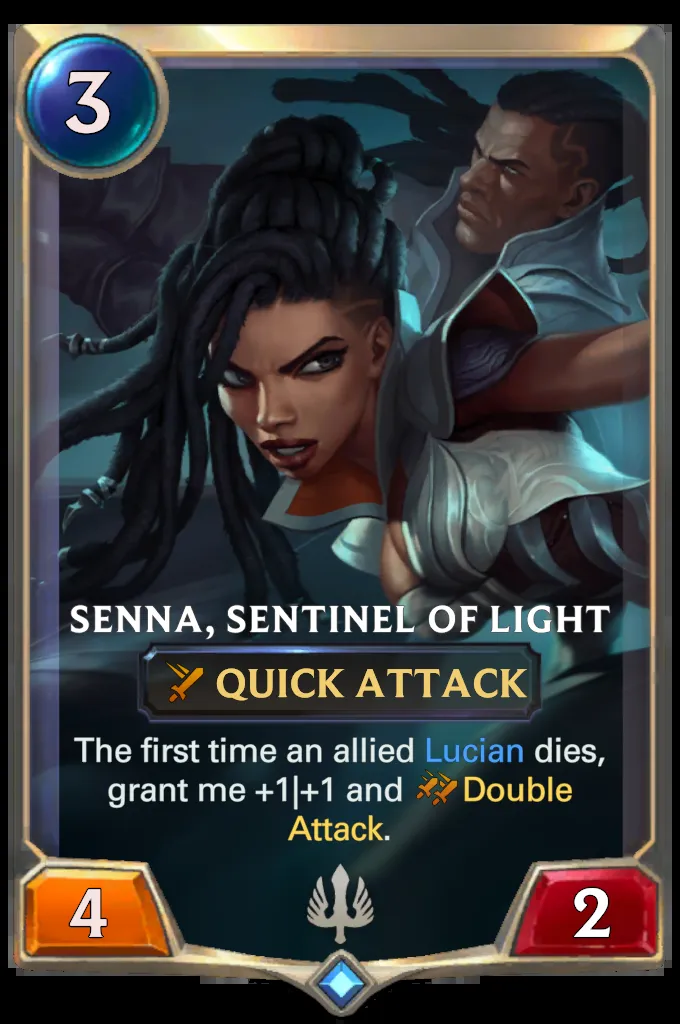 3
SENNA, SENTINEL OF LIGHT
QUICK ATTACK
The first time an allied Lucian dies,
grant me +1|+1 and Double
Attack.
4
2